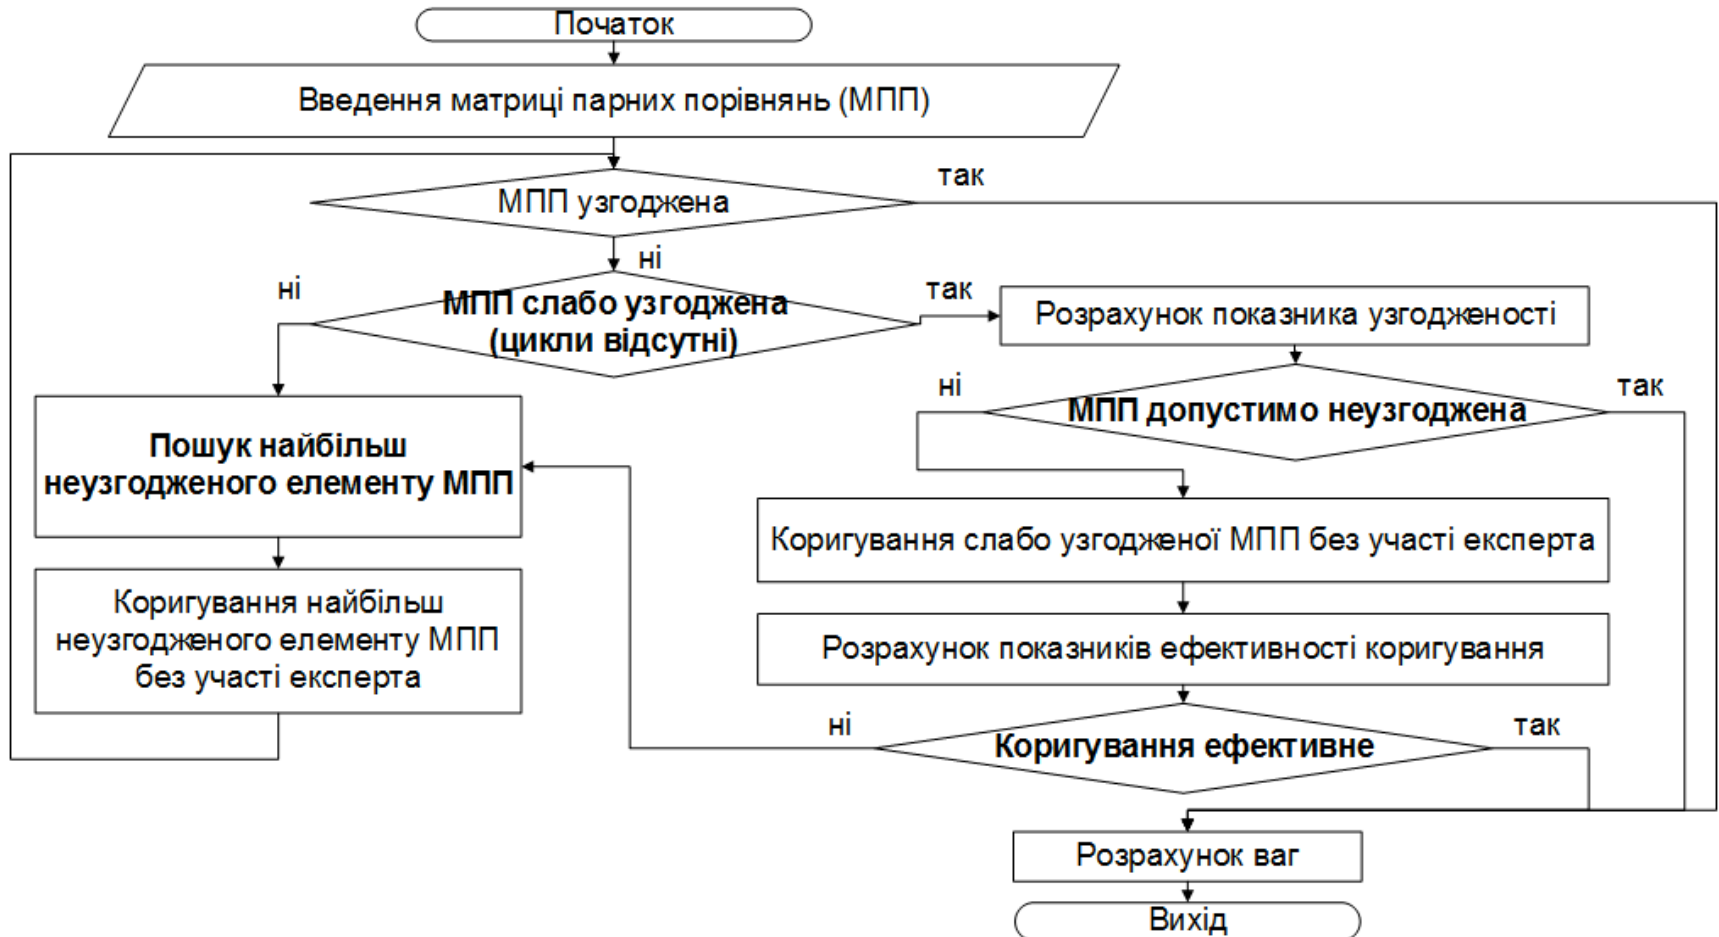 Початок
Введення матриці парних порівнянь (МПП)
МПП узгоджена
так
ні
МПП слабо узгоджена
(цикли відсутні)
ні
так
Розрахунок показника узгодженості
МПП допустимо неузгоджена
ні
так
Пошук найбільш
неузгодженого елементу МПП
Коригування слабо узгодженої МПП без участі експерта
Коригування найбільш
неузгодженого елементу МПП
без участі експерта
Розрахунок показників ефективності коригування
Коригування ефективне
ні
так
Розрахунок ваг
Вихід